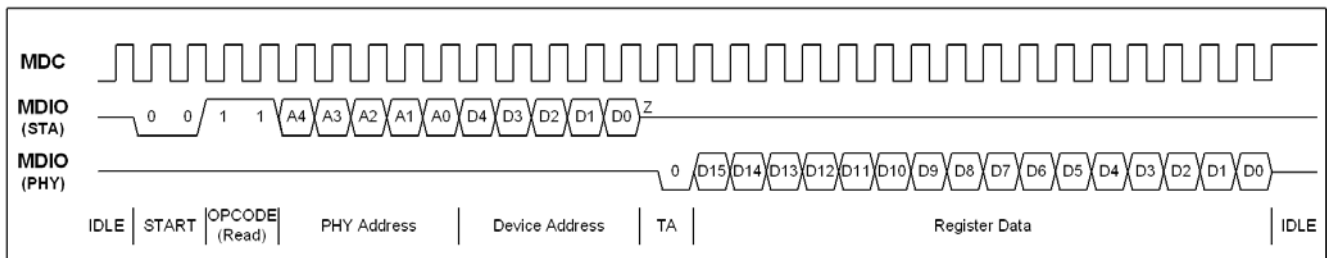 MDC
MDIO
(STA)
0 0 1 1 A4 A3 A2 A1 A0 D4 D3 D2 D1 D0 Z
MDIO
(PHY)
0 D15 D14 D13 D12 D11 D10 D9 D8 D7 D6 D5 D4 D3 D2 D1 D0
IDLE START OPCODE
(Read) PHY Address Device Address TA Register Data IDLE